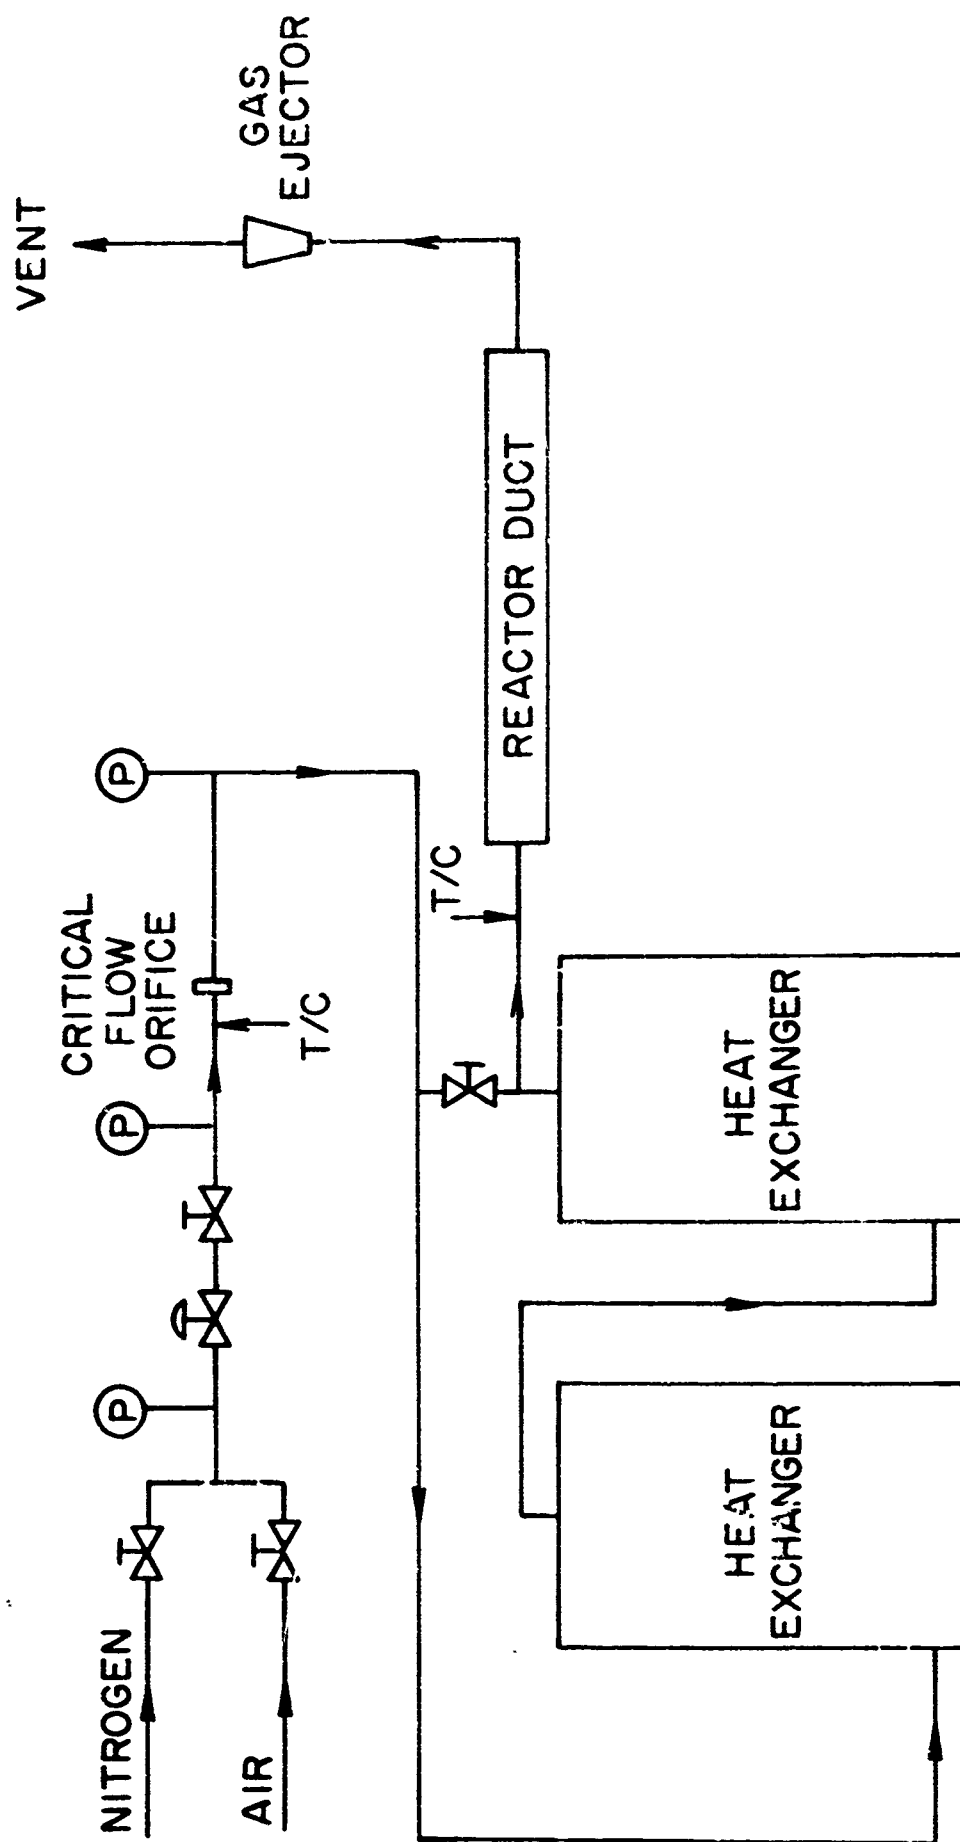 VENT
GAS
EJECTOR
P
CRITICAL
FLOW
ORIFICE
T/C
P
P
NITROGEN
AIR
T/C
REACTOR DUCT
HEAT
EXCHANGER
HEAT
EXCHANGER